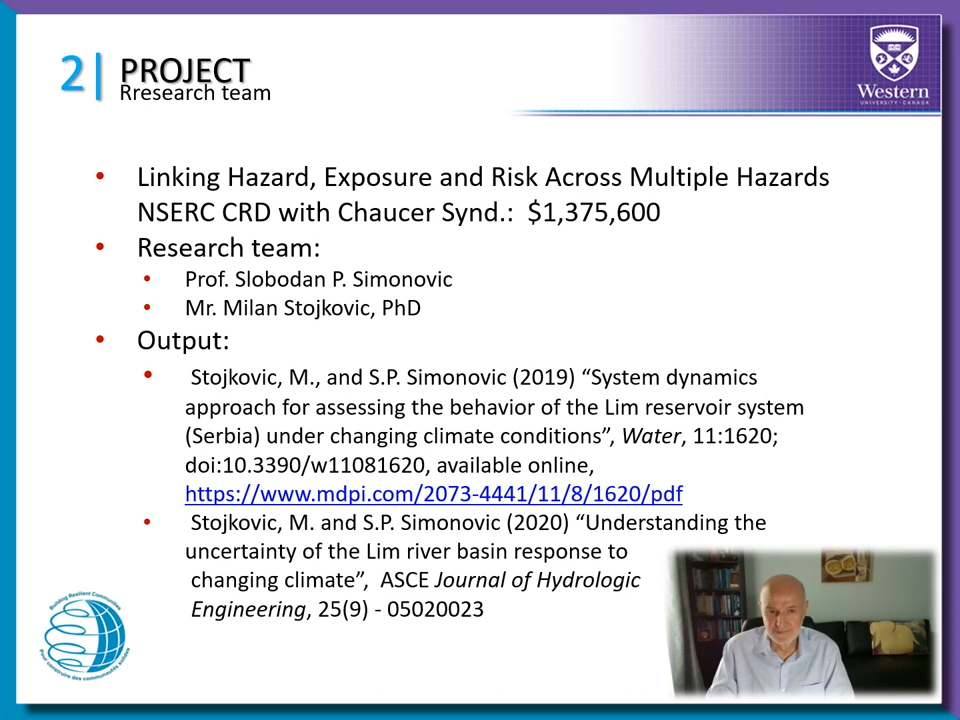 2| PROJECT
Rresearch team
Western
UNIVERSITY · CANADA
• Linking Hazard, Exposure and Risk Across Multiple Hazards
NSERC CRD with Chaucer Synd.: $1,375,600
• Research team:
• Prof. Slobodan P. Simonovic
• Mr. Milan Stojkovic, PhD
• Output:
• Stojkovic, M., and S.P. Simonovic (2019) “System dynamics
approach for assessing the behavior of the Lim reservoir system
(Serbia) under changing climate conditions”, Water, 11:1620;
doi:10.3390/w11081620, available online,
https://www.mdpi.com/2073-4441/11/8/1620/pdf
• Stojkovic, M. and S.P. Simonovic (2020) “Understanding the
uncertainty of the Lim river basin response to
changing climate”, ASCE Journal of Hydrologic
Engineering, 25(9) - 05020023
Building Resilient Communities
Pour construire des communautés solides